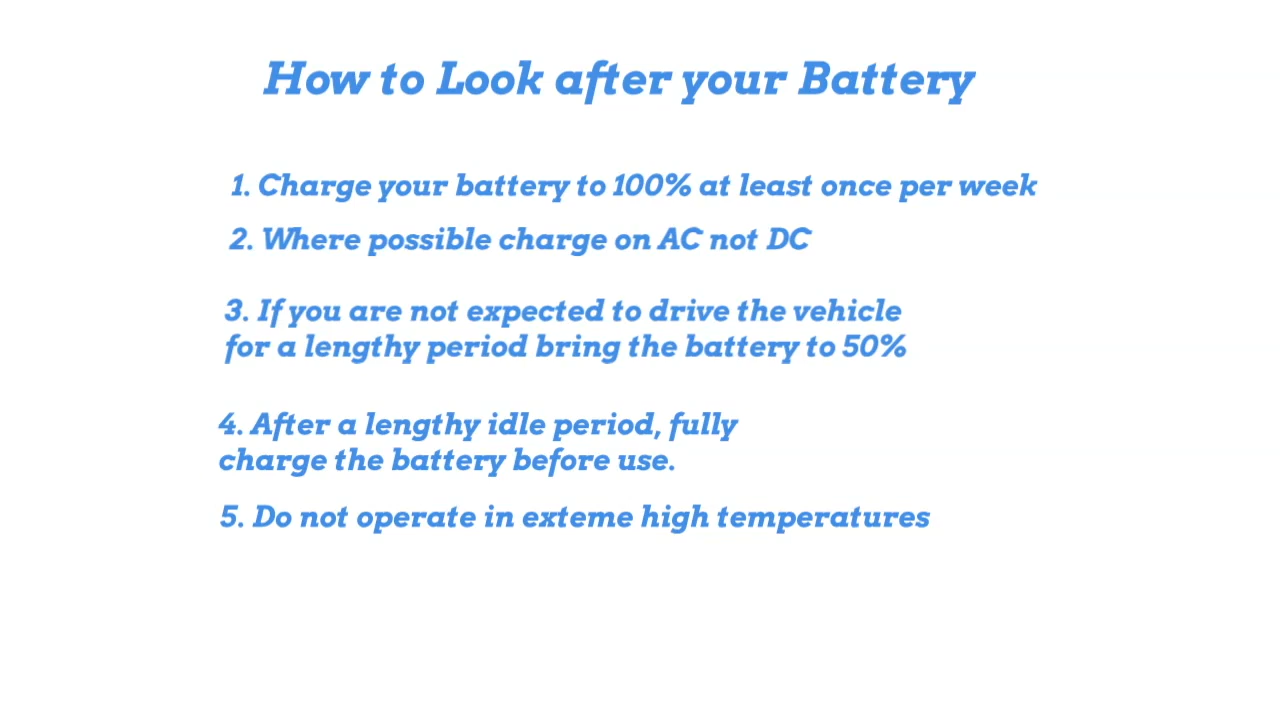 How to Look after your Battery
1. Charge your battery to 100% at least once per week
2. Where possible charge on AC not DC
3. If you are not expected to drive the vehicle
for a lengthy period bring the battery to 50%
4. After a lengthy idle period, fully
charge the battery before use.
5. Do not operate in exteme high temperatures